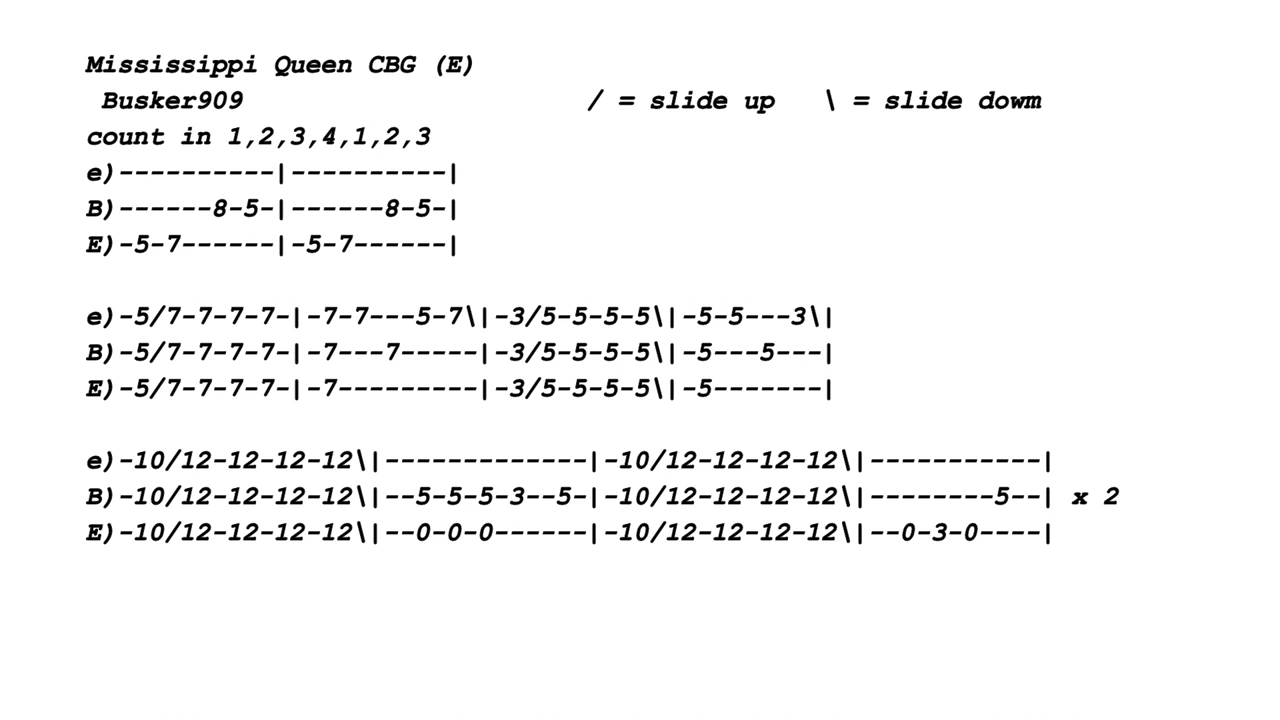 Mississippi Queen CBG (E)
 Busker909                      / = slide up   \ = slide dowm
count in 1,2,3,4,1,2,3
e)----------|----------|
B)------8-5-|------8-5-|
E)-5-7------|-5-7------|

e)-5/7-7-7-7-|-7-7---5-7\|-3/5-5-5-5\|-5-5---3\|
B)-5/7-7-7-7-|-7---7-----|-3/5-5-5-5\|-5---5---|
E)-5/7-7-7-7-|-7---------|-3/5-5-5-5\|-5-------|

e)-10/12-12-12-12\|-------------|-10/12-12-12-12\|-----------|
B)-10/12-12-12-12\|--5-5-5-3--5-|-10/12-12-12-12\|--------5--| x 2
E)-10/12-12-12-12\|--0-0-0------|-10/12-12-12-12\|--0-3-0----|